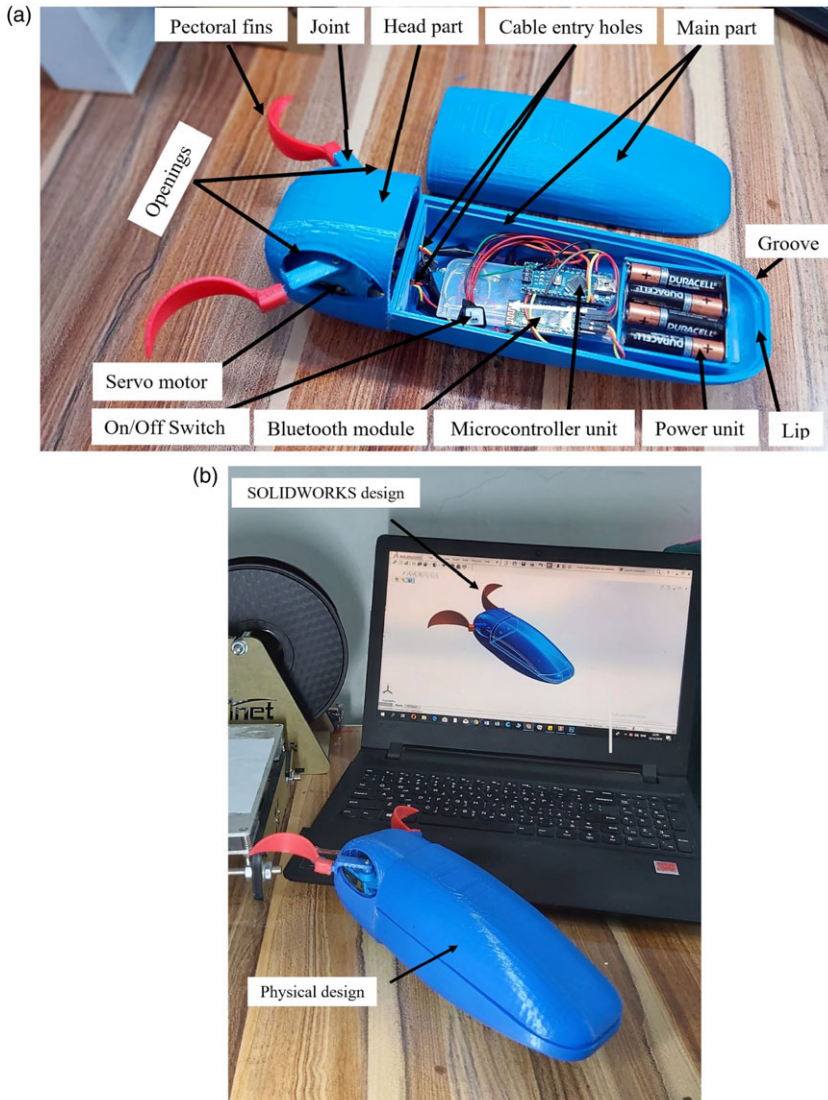 (a)
Pectoral fins
Joint
Head part
Cable entry holes
Main part
Openings
Groove
DURACELL
DURACELL
DURACELL
DURACELL
Servo motor
On/Off Switch
Bluetooth module
Microcontroller unit
Power unit
Lip
(b)
SOLIDWORKS design
inet
Physical design